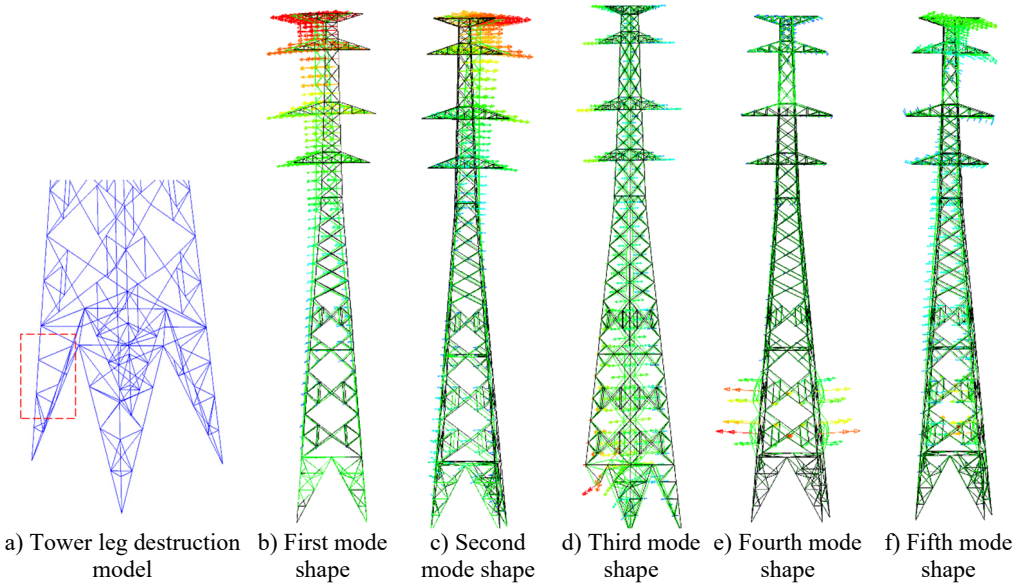 a) Tower leg destruction model
b) First mode shape
c) Second mode shape
d) Third mode shape
e) Fourth mode shape
f) Fifth mode shape